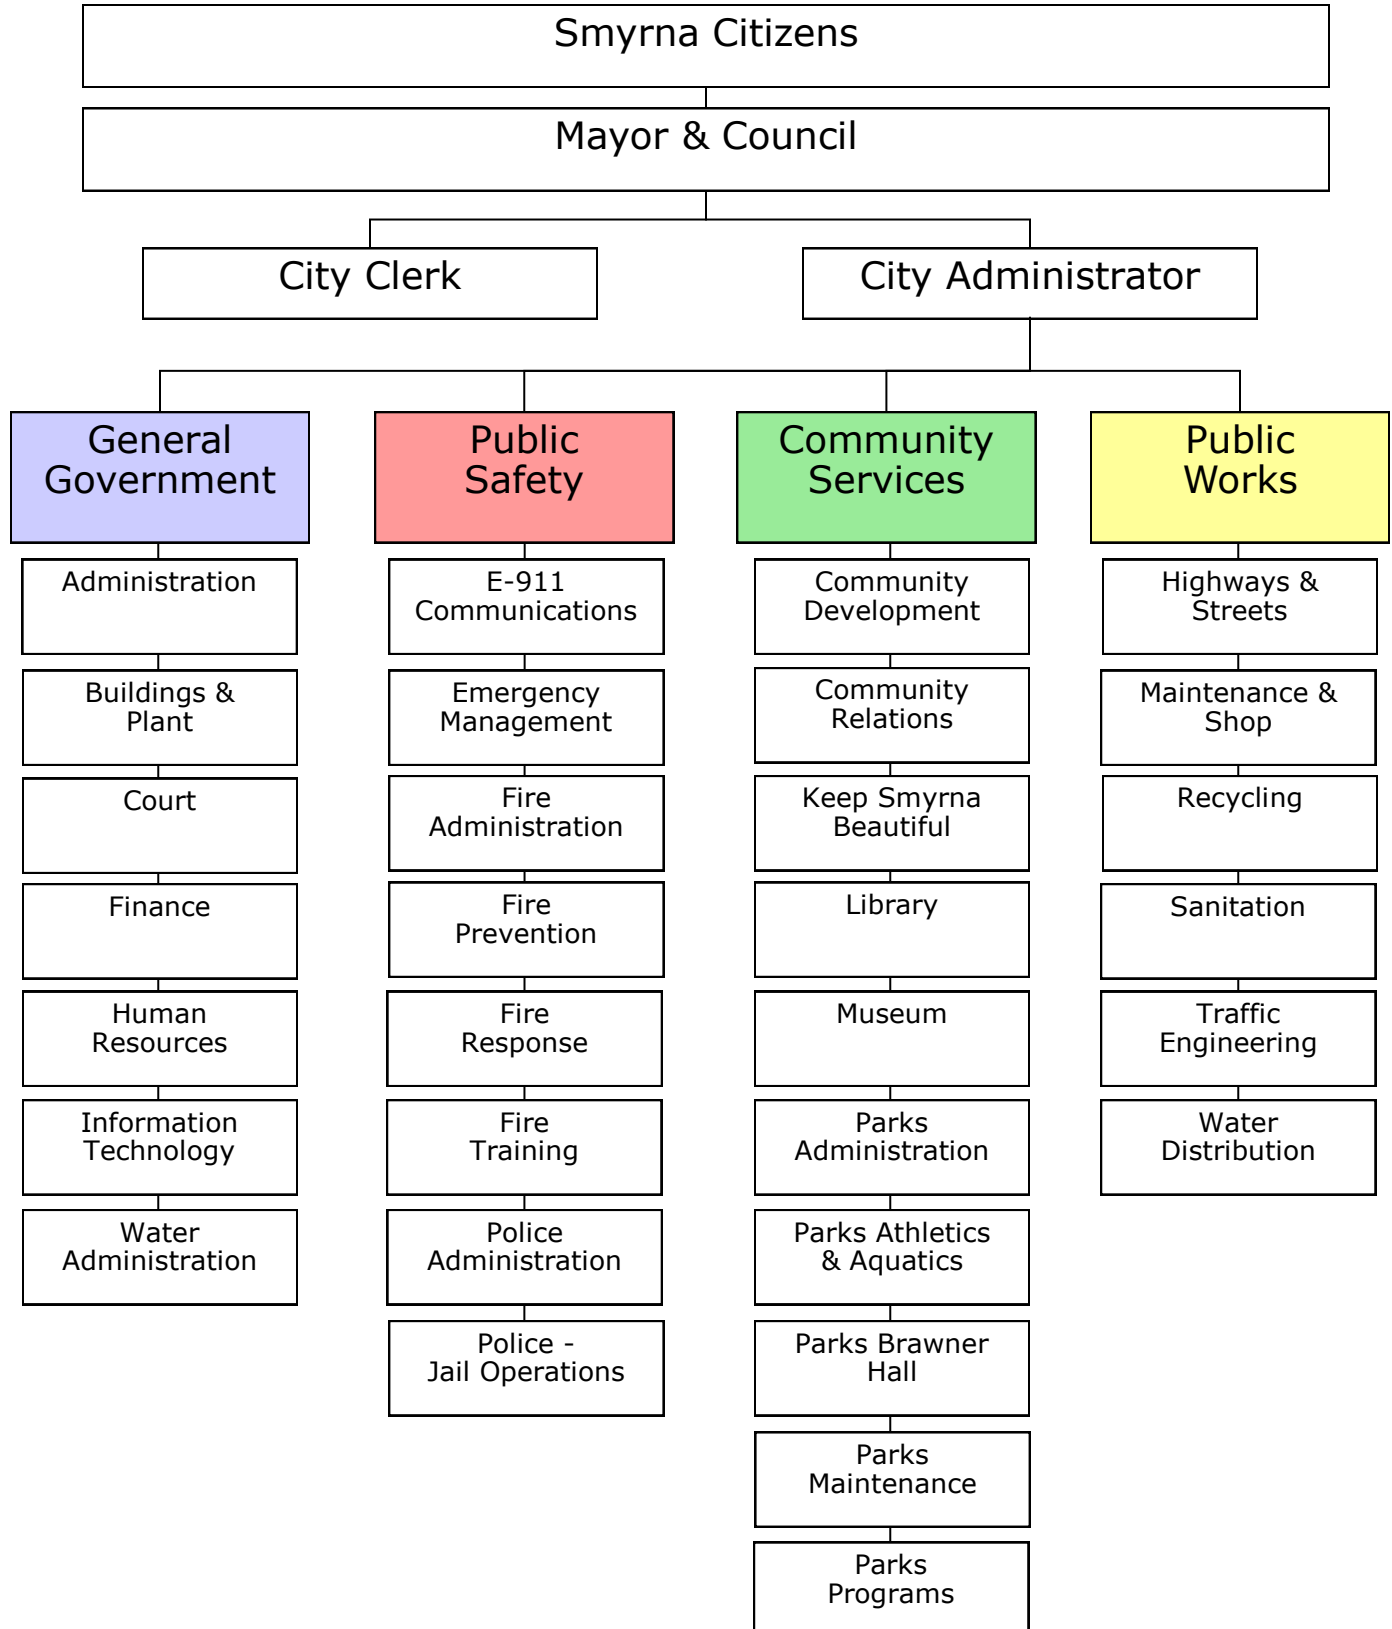 Smyrna Citizens
Mayor & Council
City Clerk
City Administrator
General
Government
Public
Safety
Community
Services
Public
Works
Administration
Buildings &
Plant
Court
Finance
Human
Resources
Information
Technology
Water
Administration
E-911
Communications
Emergency
Management
Fire
Administration
Fire
Prevention
Fire
Response
Fire
Training
Police
Administration
Police -
Jail Operations
Community
Development
Community
Relations
Keep Smyrna
Beautiful
Library
Museum
Parks
Administration
Parks Athletics
& Aquatics
Parks Brawner
Hall
Parks
Maintenance
Parks
Programs
Highways &
Streets
Maintenance &
Shop
Recycling
Sanitation
Traffic
Engineering
Water
Distribution